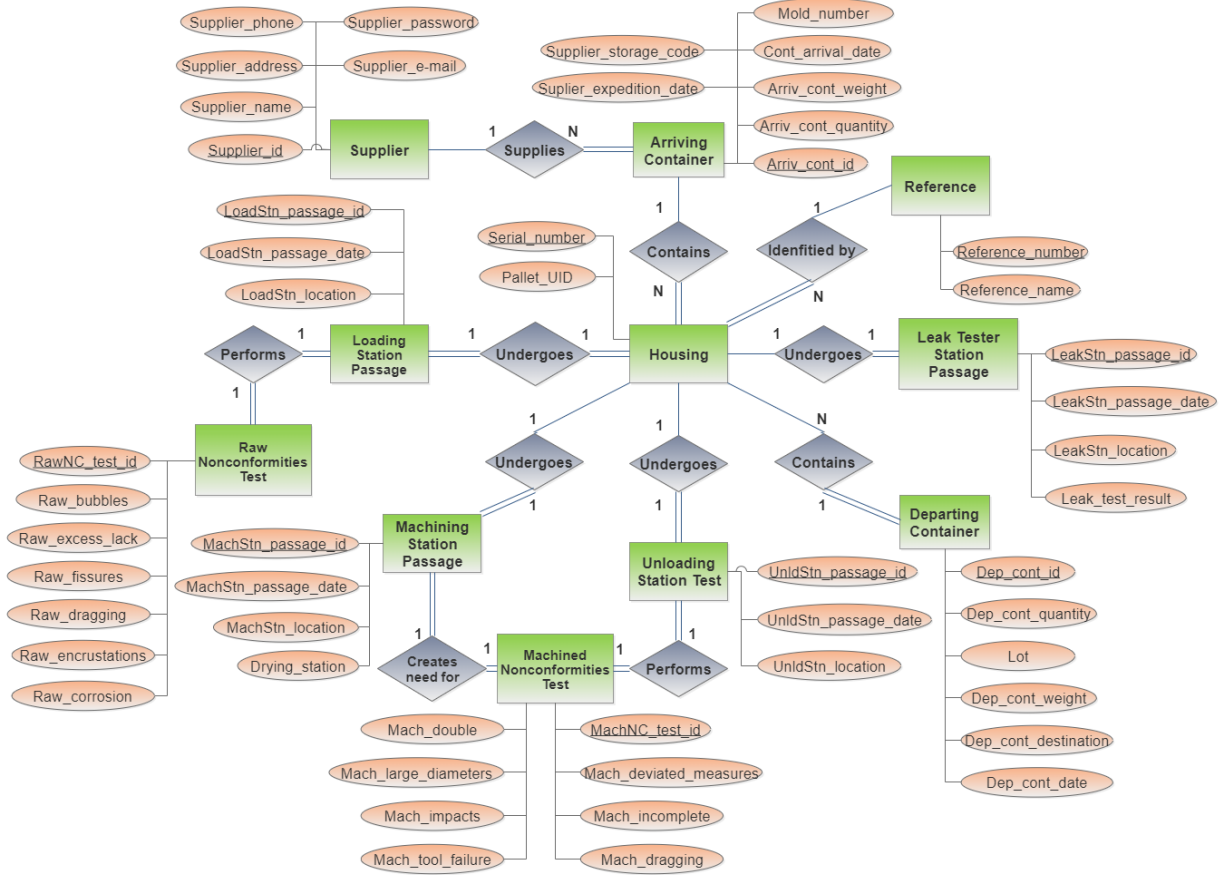 Mold_number
Supplier_phone
Supplier_password
Supplier_storage_code
Cont_arrival_date
Supplier_address
Supplier_e-mail
Suplier_expedition_date
Arriv_cont_weight
Supplier_name
Arriv_cont_quantity
Supplier_id
Supplier
1
Supplies
N
Arriving
Container
Arriv_cont_id
Reference
LoadStn_passage_id
1
1
Serial_number
LoadStn_passage_date
Contains
Idenfitied by
Reference_number
Pallet_UID
LoadStn_location
N
N
Reference_name
Performs
1
Loading
Station
Passage
1
Undergoes
1
Housing
1
Undergoes
1
Leak Tester
Station
Passage
LeakStn_passage_id
1
LeakStn_passage_date
1
1
N
Raw
Nonconformities
Test
LeakStn_location
RawNC_test_id
Undergoes
Undergoes
Contains
Raw_bubbles
Leak_test_result
1
1
1
Departing
Container
Raw_excess_lack
MachStn_passage_id
Machining
Station
Passage
Unloading
Station Test
UnldStn_passage_id
Dep_cont_id
Raw_fissures
MachStn_passage_date
Raw_dragging
Dep_cont_quantity
MachStn_location
UnldStn_passage_date
1
1
Raw_encrustations
Lot
Drying_station
Creates
need for
1
Machined
Nonconformities
Test
1
Performs
UnldStn_location
Raw_corrosion
Dep_cont_weight
Mach_double
MachNC_test_id
Dep_cont_destination
Mach_large_diameters
Mach_deviated_measures
Dep_cont_date
Mach_impacts
Mach_incomplete
Mach_tool_failure
Mach_dragging